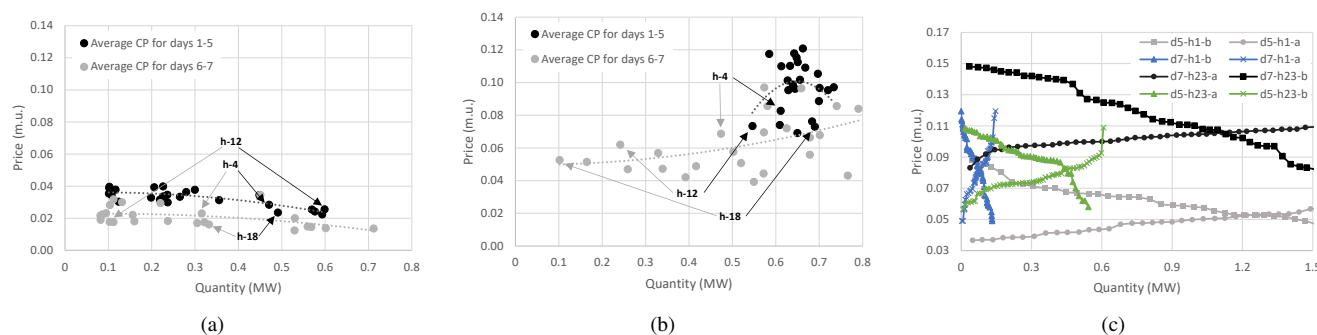 0.14
0.12
0.10
0.08
0.06
0.04
0.02
0.00
Price (m.u.)
Average CP for days 1-5
Average CP for days 6-7
h-12
h-4
h-18
0 0.1 0.2 0.3 0.4 0.5 0.6 0.7 0.8
Quantity (MW)
(a)
0.14
0.12
0.10
0.08
0.06
0.04
0.02
0.00
Price (m.u.)
Average CP for days 1-5
Average CP for days 6-7
h-4
h-12
h-18
0 0.1 0.2 0.3 0.4 0.5 0.6 0.7 0.8
Quantity (MW)
(b)
0.17
0.15
0.13
0.11
0.09
0.07
0.05
0.03
Price (m.u.)
d5-h1-b d5-h1-a
d7-h1-b d7-h1-a
d7-h23-a d7-h23-b
d5-h23-a d5-h23-b
0 0.3 0.6 0.9 1.2 1.5
Quantity (MW)
(c)